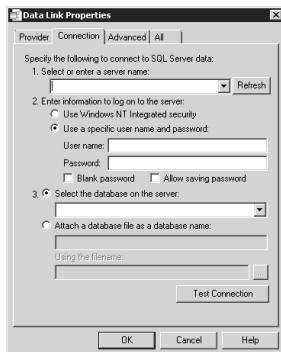 Data Link Properties
Provider Connection Advanced All
Specify the following to connect to SQL Server data:
1. Select or enter a server name:
Refresh
2. Enter information to log on to the server:
Use Windows NT Integrated security
Use a specific user name and password:
User name:
Password:
Blank password Allow saving password
3. Select the database on the server:
Attach a database file as a database name:
Using the filename:
...
Test Connection
OK Cancel Help